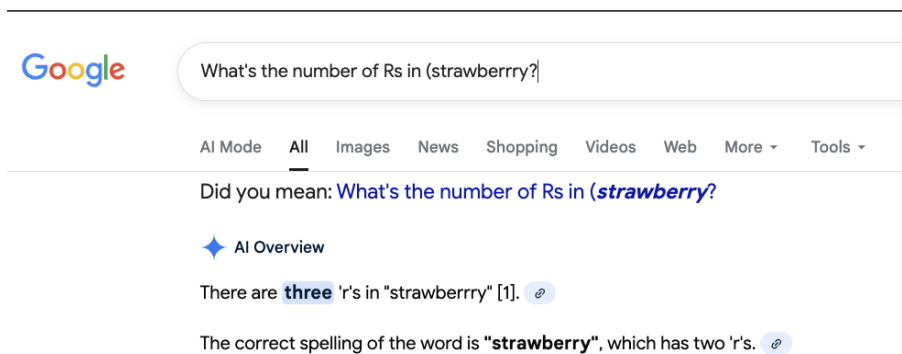 Google
What's the number of Rs in (strawberrry?
AI Mode All Images News Shopping Videos Web More Tools
Did you mean: What's the number of Rs in (strawberry?
AI Overview
There are three 'r's in "strawberrry" [1].
The correct spelling of the word is "strawberry", which has two 'r's.